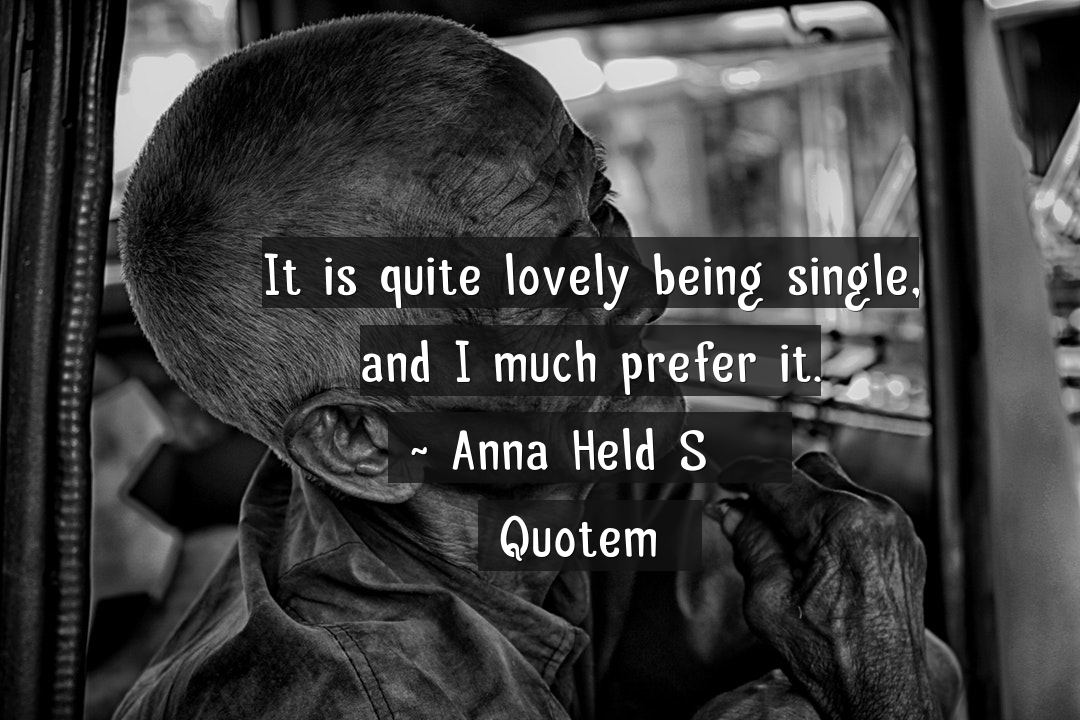 It is quite lovely being single,
and I much prefer it.
~ Anna Held S
Quotem